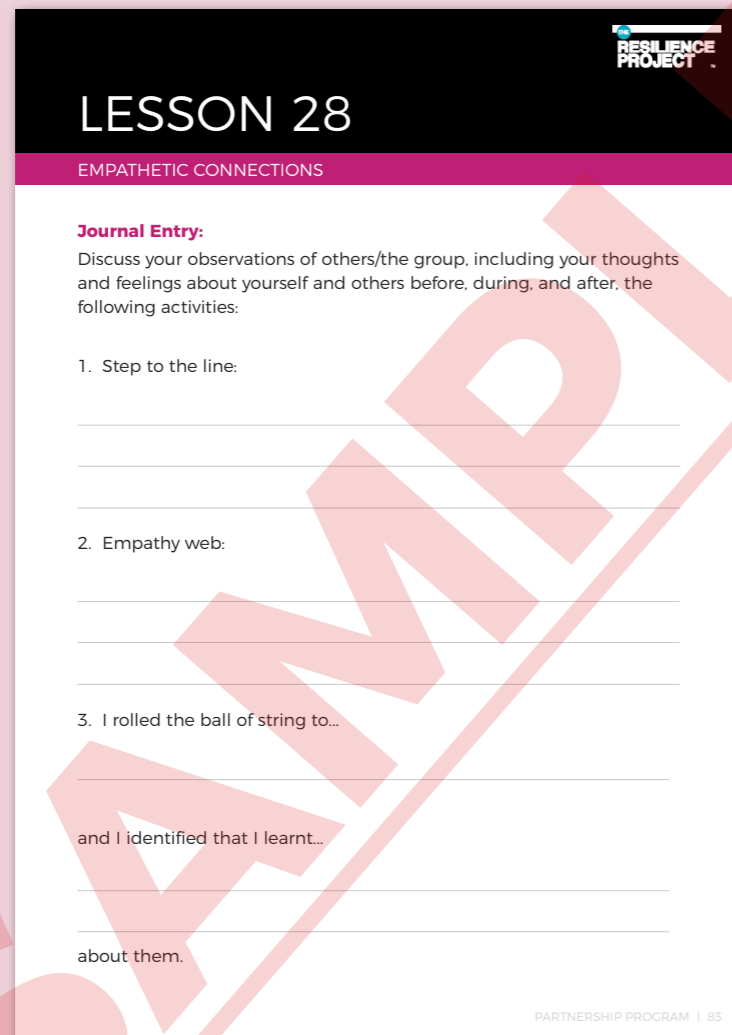 THE
RESILIENCE
PROJECT
LESSON 28
EMPATHETIC CONNECTIONS
Journal Entry:
Discuss your observations of others/the group, including your thoughts
and feelings about yourself and others before, during, and after, the
following activities:
1. Step to the line:
2. Empathy web:
3. I rolled the ball of string to...
and I identified that I learnt...
about them.
PARTNERSHIP PROGRAM | 83
SAMPL